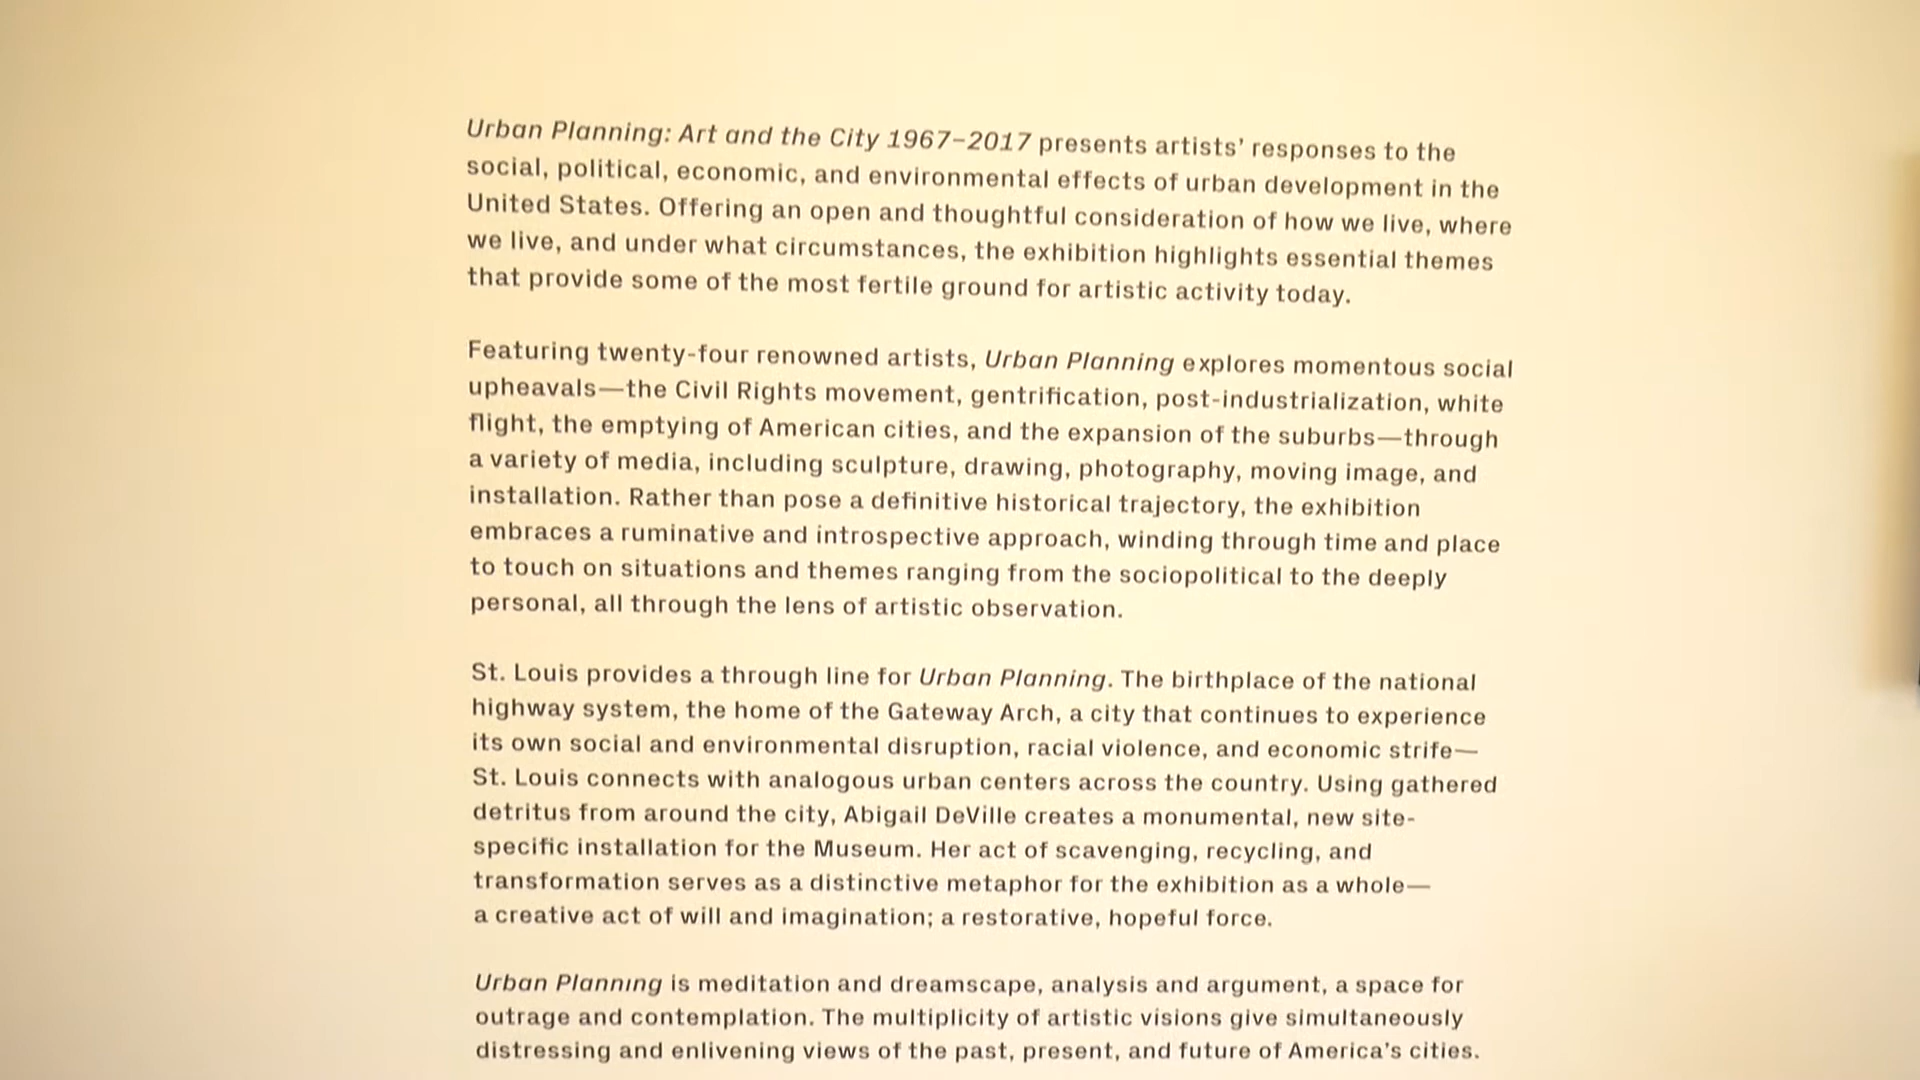 Urban Planning: Art and the City 1967–2017 presents artists’ responses to the
social, political, economic, and environmental effects of urban development in the
United States. Offering an open and thoughtful consideration of how we live, where
we live, and under what circumstances, the exhibition highlights essential themes
that provide some of the most fertile ground for artistic activity today.
Featuring twenty-four renowned artists, Urban Planning explores momentous social
upheavals—the Civil Rights movement, gentrification, post-industrialization, white
flight, the emptying of American cities, and the expansion of the suburbs—through
a variety of media, including sculpture, drawing, photography, moving image, and
installation. Rather than pose a definitive historical trajectory, the exhibition
embraces a ruminative and introspective approach, winding through time and place
to touch on situations and themes ranging from the sociopolitical to the deeply
personal, all through the lens of artistic observation.
St. Louis provides a through line for Urban Planning. The birthplace of the national
highway system, the home of the Gateway Arch, a city that continues to experience
its own social and environmental disruption, racial violence, and economic strife—
St. Louis connects with analogous urban centers across the country. Using gathered
detritus from around the city, Abigail DeVille creates a monumental, new site-
specific installation for the Museum. Her act of scavenging, recycling, and
transformation serves as a distinctive metaphor for the exhibition as a whole—
a creative act of will and imagination; a restorative, hopeful force.
Urban Planning is meditation and dreamscape, analysis and argument, a space for
outrage and contemplation. The multiplicity of artistic visions give simultaneously
distressing and enlivening views of the past, present, and future of America’s cities.